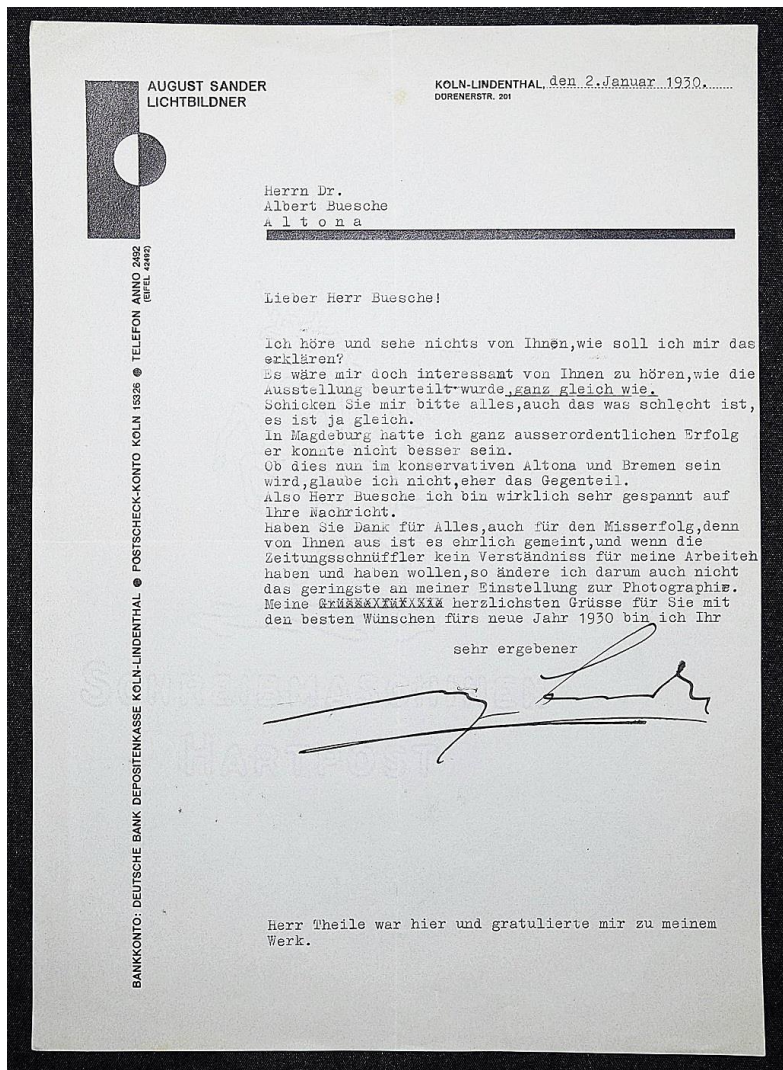 AUGUST SANDER
LICHTBILDNER
KÖLN-LINDENTHAL, den 2.Januar 1930.
DÜRENERSTR. 201
Herrn Dr.
Albert Buesche
A l t o n a
Lieber Herr Buesche!
Ich höre und sehe nichts von Ihnen,wie soll ich mir das
erklären?
Es wäre mir doch interessant von Ihnen zu hören,wie die
Ausstellung beurteilt wurde,ganz gleich wie.
Schicken Sie mir bitte alles,auch das was schlecht ist,
es ist ja gleich.
In Magdeburg hatte ich ganz ausserordentlichen Erfolg
er konnte nicht besser sein.
Ob dies nun im konservativen Altona und Bremen sein
wird,glaube ich nicht,eher das Gegenteil.
Also Herr Buesche ich bin wirklich sehr gespannt auf
Ihre Nachricht.
Haben Sie Dank für Alles,auch für den Misserfolg,denn
von Ihnen aus ist es ehrlich gemeint,und wenn die
Zeitungsschnüffler kein Verständniss für meine Arbeiten
haben und haben wollen,so ändere ich darum auch nicht
das geringste an meiner Einstellung zur Photographie.
Meine herzlichsten Grüsse für Sie mit
den besten Wünschen fürs neue Jahr 1930 bin ich Ihr
sehr ergebener
Herr Theile war hier und gratulierte mir zu meinem
Werk.
BANKKONTO: DEUTSCHE BANK DEPOSITENKASSE KÖLN-LINDENTHAL POSTSCHECK-KONTO KÖLN 15326 TELEFON ANNO 2492
(EIFEL 42492)